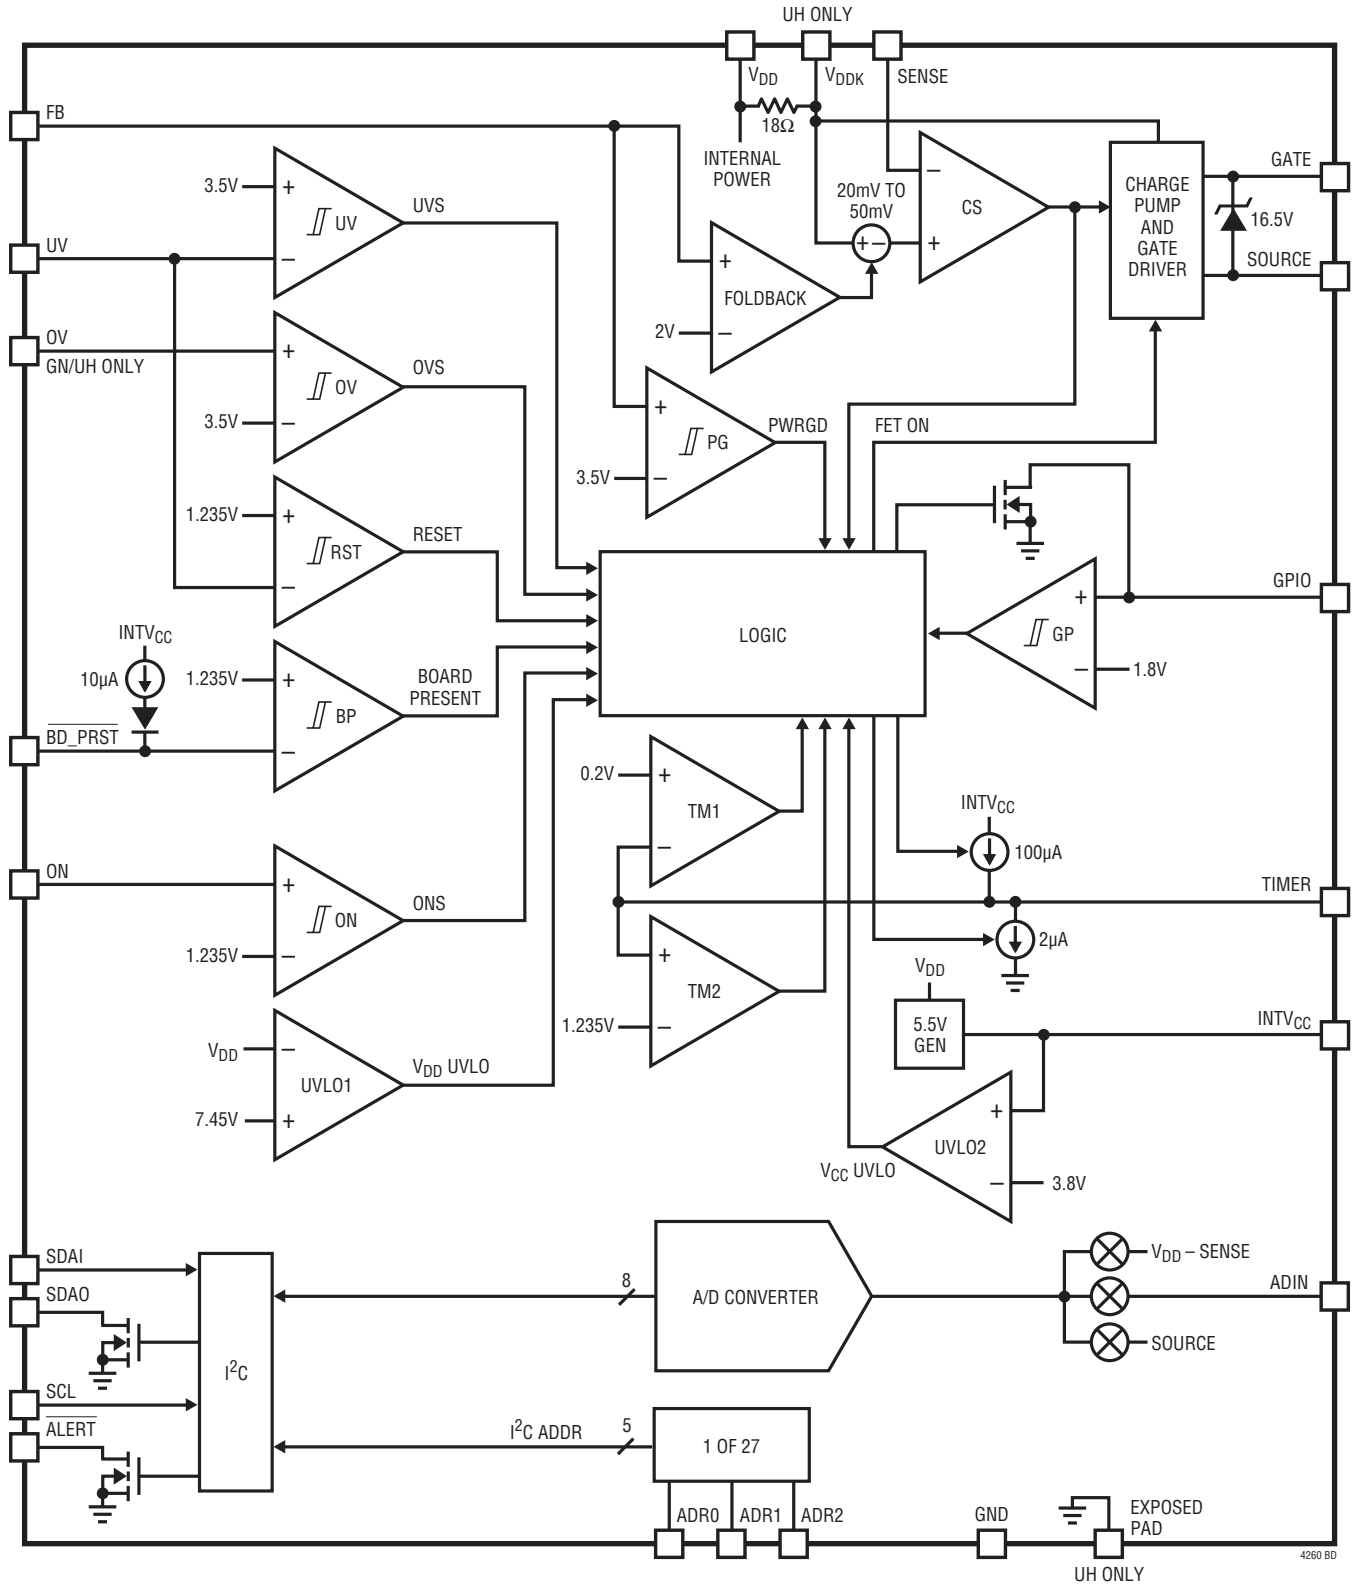 UH ONLY
VDD
VDDK
SENSE
FB
18Ω
INTERNAL
POWER
GATE
3.5V
+
UV
−
UVS
20mV TO
50mV
+−
−
CS
+
CHARGE
PUMP
AND
GATE
DRIVER
16.5V
SOURCE
UV
+
FOLDBACK
2V
−
OV
GN/UH ONLY
+
OV
3.5V
−
OVS
+
PG
3.5V
−
PWRGD
FET ON
1.235V
+
RST
−
RESET
LOGIC
+
GP
−
1.8V
GPIO
INTVCC
10µA
1.235V
+
BP
−
BOARD
PRESENT
BD_PRST
0.2V
+
TM1
−
INTVCC
100µA
ON
+
ON
1.235V
−
ONS
TIMER
2µA
+
TM2
1.235V
−
VDD
5.5V
GEN
INTVCC
VDD
−
UVLO1
7.45V
+
VDD UVLO
+
UVLO2
−
3.8V
VCC UVLO
SDAI
SDAO
SCL
ALERT
I2C
8
A/D CONVERTER
VDD – SENSE
ADIN
SOURCE
I2C ADDR
5
1 OF 27
ADR0
ADR1
ADR2
GND
EXPOSED
PAD
UH ONLY
4260 BD